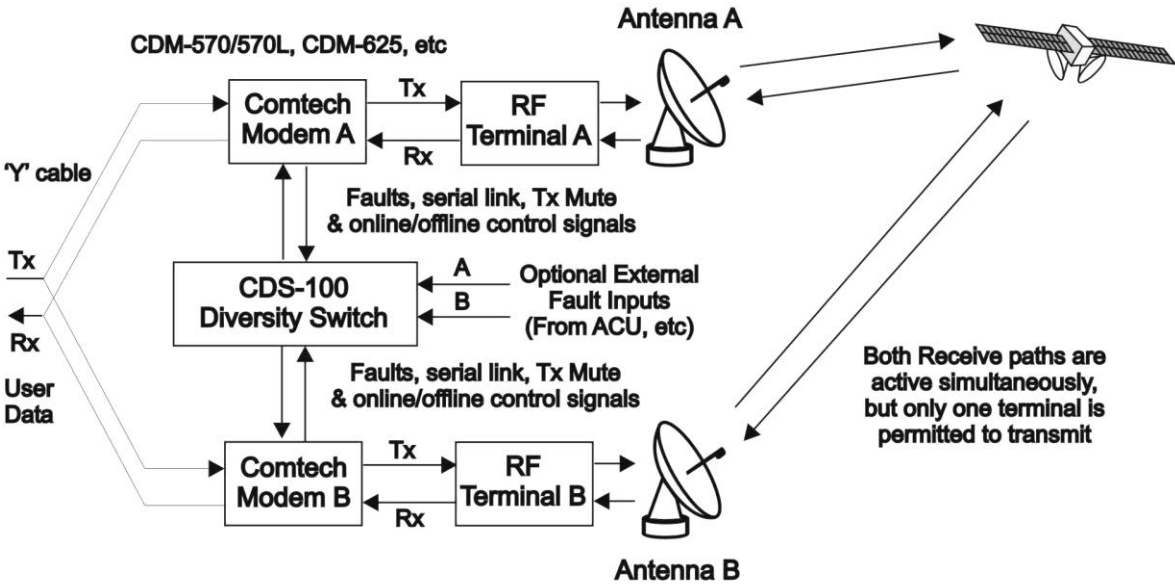 Antenna A
CDM-570/570L, CDM-625, etc
Comtech
Modem A
Tx
Rx
RF
Terminal A
'Y' cable
Faults, serial link, Tx Mute
& online/offline control signals
Tx
Rx
User
Data
CDS-100
Diversity Switch
A
B
Optional External
Fault Inputs
(From ACU, etc)
Faults, serial link, Tx Mute
& online/offline control signals
Both Receive paths are
active simultaneously,
but only one terminal is
permitted to transmit
Comtech
Modem B
Tx
Rx
RF
Terminal B
Antenna B